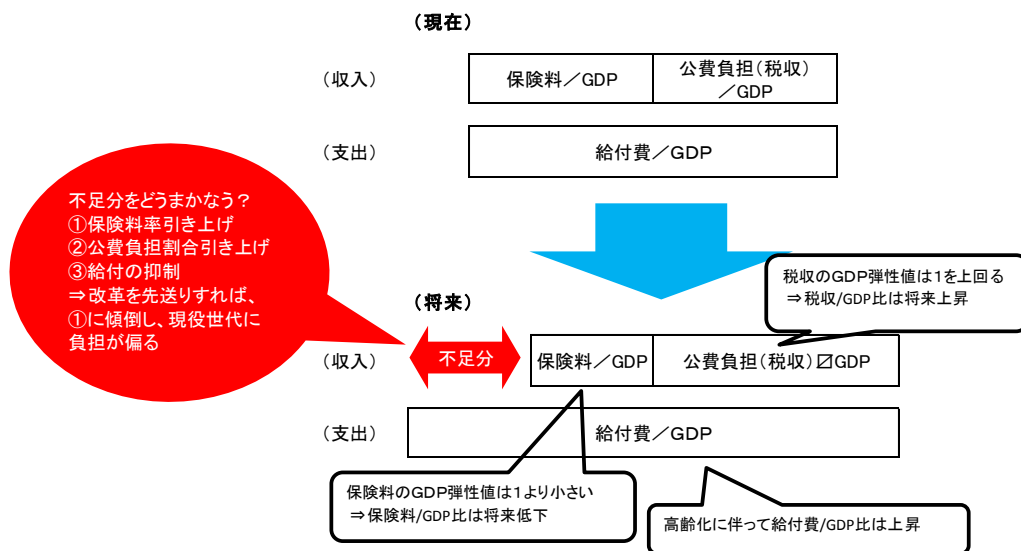 （現在）
（収入）
保険料／GDP
公費負担（税収）
／GDP
（支出）
給付費／GDP
不足分をどうまかなう？
①保険料率引き上げ
②公費負担割合引き上げ
③給付の抑制
⇒改革を先送りすれば、
①に傾倒し、現役世代に
負担が偏る
税収のGDP弾性値は1を上回る
⇒税収/GDP比は将来上昇
（将来）
（収入）
不足分
保険料／GDP
公費負担（税収）〼GDP
（支出）
給付費／GDP
保険料のGDP弾性値は1より小さい
⇒保険料/GDP比は将来低下
高齢化に伴って給付費/GDP比は上昇